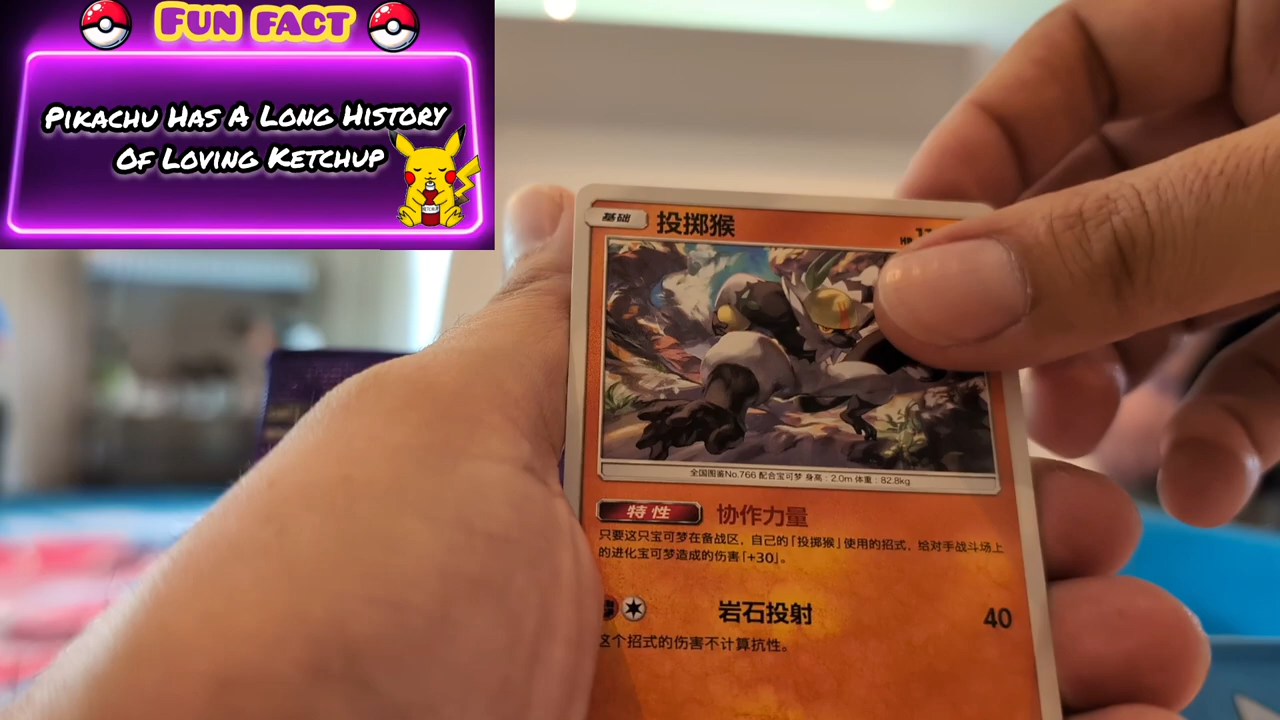 FUN FACT
PIKACHU HAS A LONG HISTORY
OF LOVING KETCHUP
基础 投掷猴 HP
全国图鉴No.766 配合宝可梦 身高：2.0m 体重：82.8kg
特性 协作力量
只要这只宝可梦在备战区，自己的「投掷猴」使用的招式，给对手战斗场上
的进化宝可梦造成的伤害「+30」。
岩石投射 40
这个招式的伤害不计算抗性。